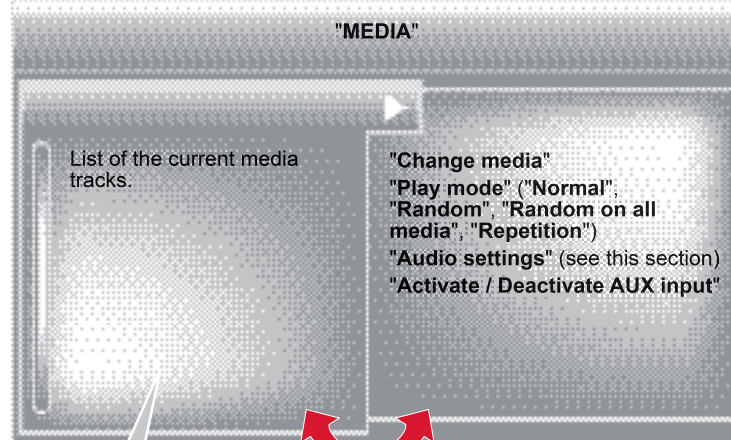 "MEDIA"
List of the current media
tracks.
"Change media"
"Play mode" ("Normal",
"Random", "Random on all
media", "Repetition")
"Audio settings" (see this section)
"Activate / Deactivate AUX input"